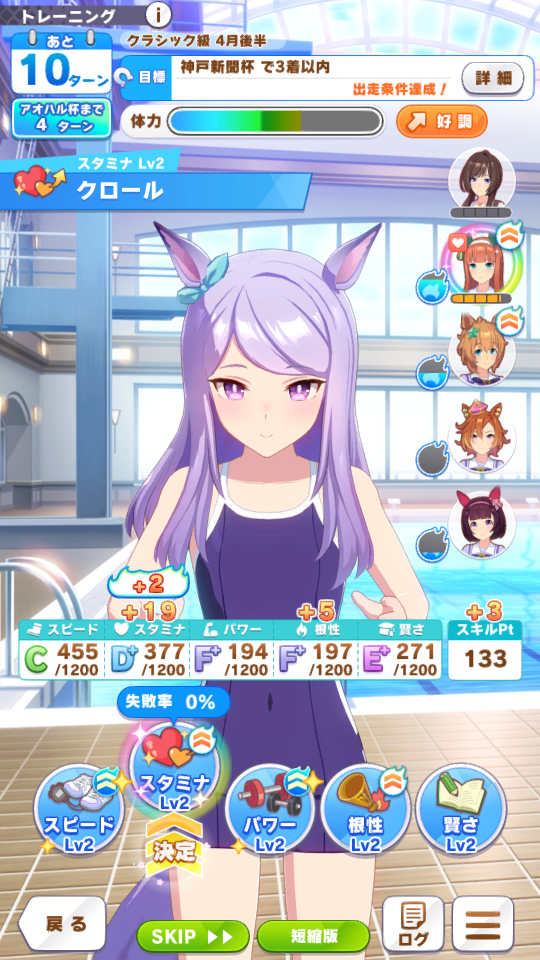 トレーニング
i
あと
10ターン
アオハル杯まで
4 ターン
クラシック級 4月後半
目標
神戸新聞杯 で3着以内
出走条件達成！
詳細
体力
好調
スタミナ Lv2
クロール
+2
+19
+5
+3
スピード
スタミナ
パワー
根性
賢さ
スキルPt
C 455 /1200
D+ 377 /1200
F+ 194 /1200
F+ 197 /1200
E+ 271 /1200
133
失敗率 0%
スピード Lv2
スタミナ Lv2
パワー Lv2
根性 Lv2
賢さ Lv2
決定
戻る
SKIP
短縮版
ログ